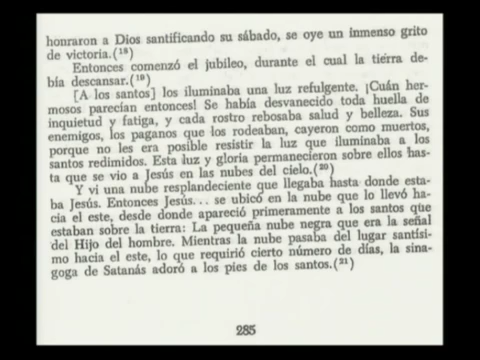 honraron a Dios santificando su sábado, se oye un inmenso grito
de victoria.(¹⁸)
Entonces comenzó el jubileo, durante el cual la tierra de-
bía descansar.(¹⁹)
[A los santos] los iluminaba una luz refulgente. ¡Cuán her-
mosos parecían entonces! Se había desvanecido toda huella de
inquietud y fatiga, y cada rostro rebosaba salud y belleza. Sus
enemigos, los paganos que los rodeaban, cayeron como muertos,
porque no les era posible resistir la luz que iluminaba a los
santos redimidos. Esta luz y gloria permanecieron sobre ellos has-
ta que se vio a Jesús en las nubes del cielo.(²⁰)
Y vi una nube resplandeciente que llegaba hasta donde esta-
ba Jesús. Entonces Jesús... se ubicó en la nube que lo llevó ha-
cia el este, desde donde apareció primeramente a los santos que
estaban sobre la tierra: La pequeña nube negra que era la señal
del Hijo del hombre. Mientras la nube pasaba del lugar santísi-
mo hacia el este, lo que requirió cierto número de días, la sina-
goga de Satanás adoró a los pies de los santos.(²¹)
285